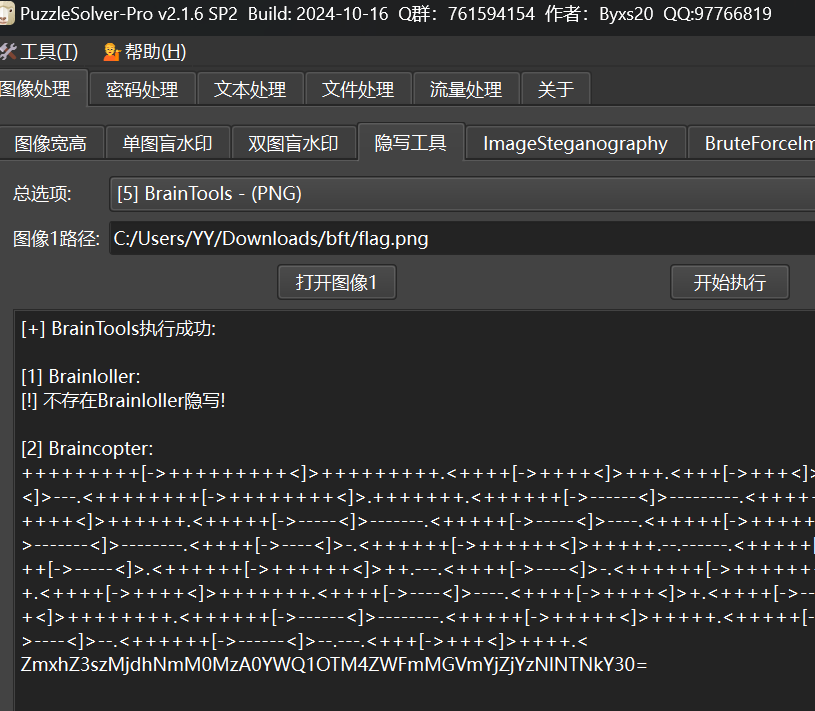 PuzzleSolver-Pro v2.1.6 SP2 Build: 2024-10-16 Q群：761594154 作者：Byxs20 QQ:97766819
工具(T) 帮助(H)
图像处理 密码处理 文本处理 文件处理 流量处理 关于
图像宽高 单图盲水印 双图盲水印 隐写工具 ImageSteganography BruteForceIm
总选项: [5] BrainTools - (PNG)
图像1路径: C:/Users/YY/Downloads/bft/flag.png
打开图像1 开始执行
[+] BrainTools执行成功:
[1] Brainloller:
[!] 不存在Brainloller隐写!
[2] Braincopter:
+++++++++[->+++++++++<]>+++++++++.<++++[->++++<]>+++.<+++[->+++<]>
<]>---.<++++++++[->++++++++<]>.+++++++.<++++++[->------<]>---------.<+++++
++++<]>++++++.<+++++[->-----<]>-------.<+++++[->-----<]>----.<+++++[->+++++
>-------<]>--------.<++++[->----<]>-.<++++++[->++++++<]>+++++.--.------.<+++++[
++[->-----<]>.<++++++[->++++++<]>++.---.<++++[->----<]>-.<++++++[->++++++
+.<++++[->++++<]>+++++++.<++++[->----<]>----.<++++[->++++<]>+.<++++[->--
+<]>++++++++.<++++++[->------<]>--------.<+++++[->+++++<]>+++++.<+++++[-
>----<]>--.<++++++[->------<]>--.---.<+++[->+++<]>++++.<
ZmxhZ3szMjdhNmM0MzA0YWQ1OTM4ZWFmMGVmYjZjYzNlNTNkY30=